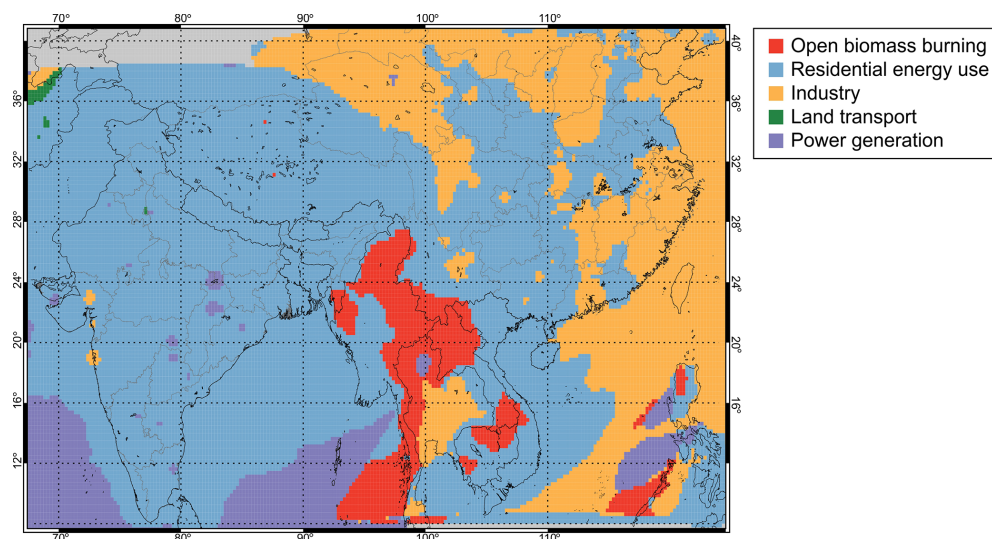 70° 80° 90° 100° 110°
40° 40°
36° 36°
32° 32°
28° 28°
24° 24°
20° 20°
16° 16°
12° 12°
70° 80° 90° 100° 110°
Open biomass burning
Residential energy use
Industry
Land transport
Power generation